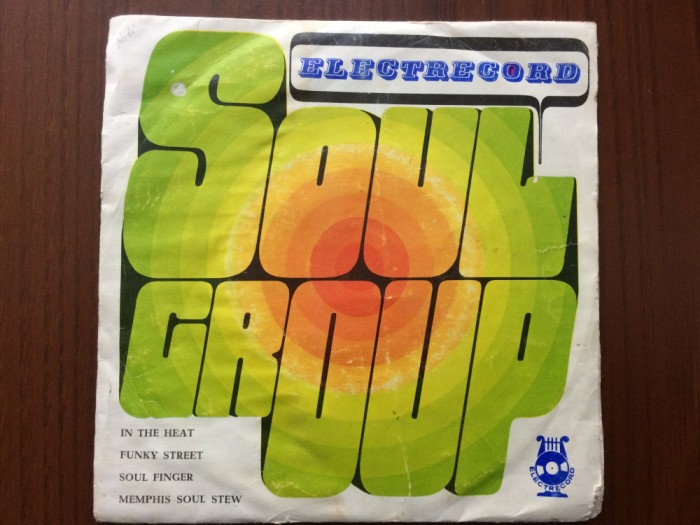 ELECTRECORD
SOUL
GROUP
IN THE HEAT
FUNKY STREET
SOUL FINGER
MEMPHIS SOUL STEW
ELECTRECORD